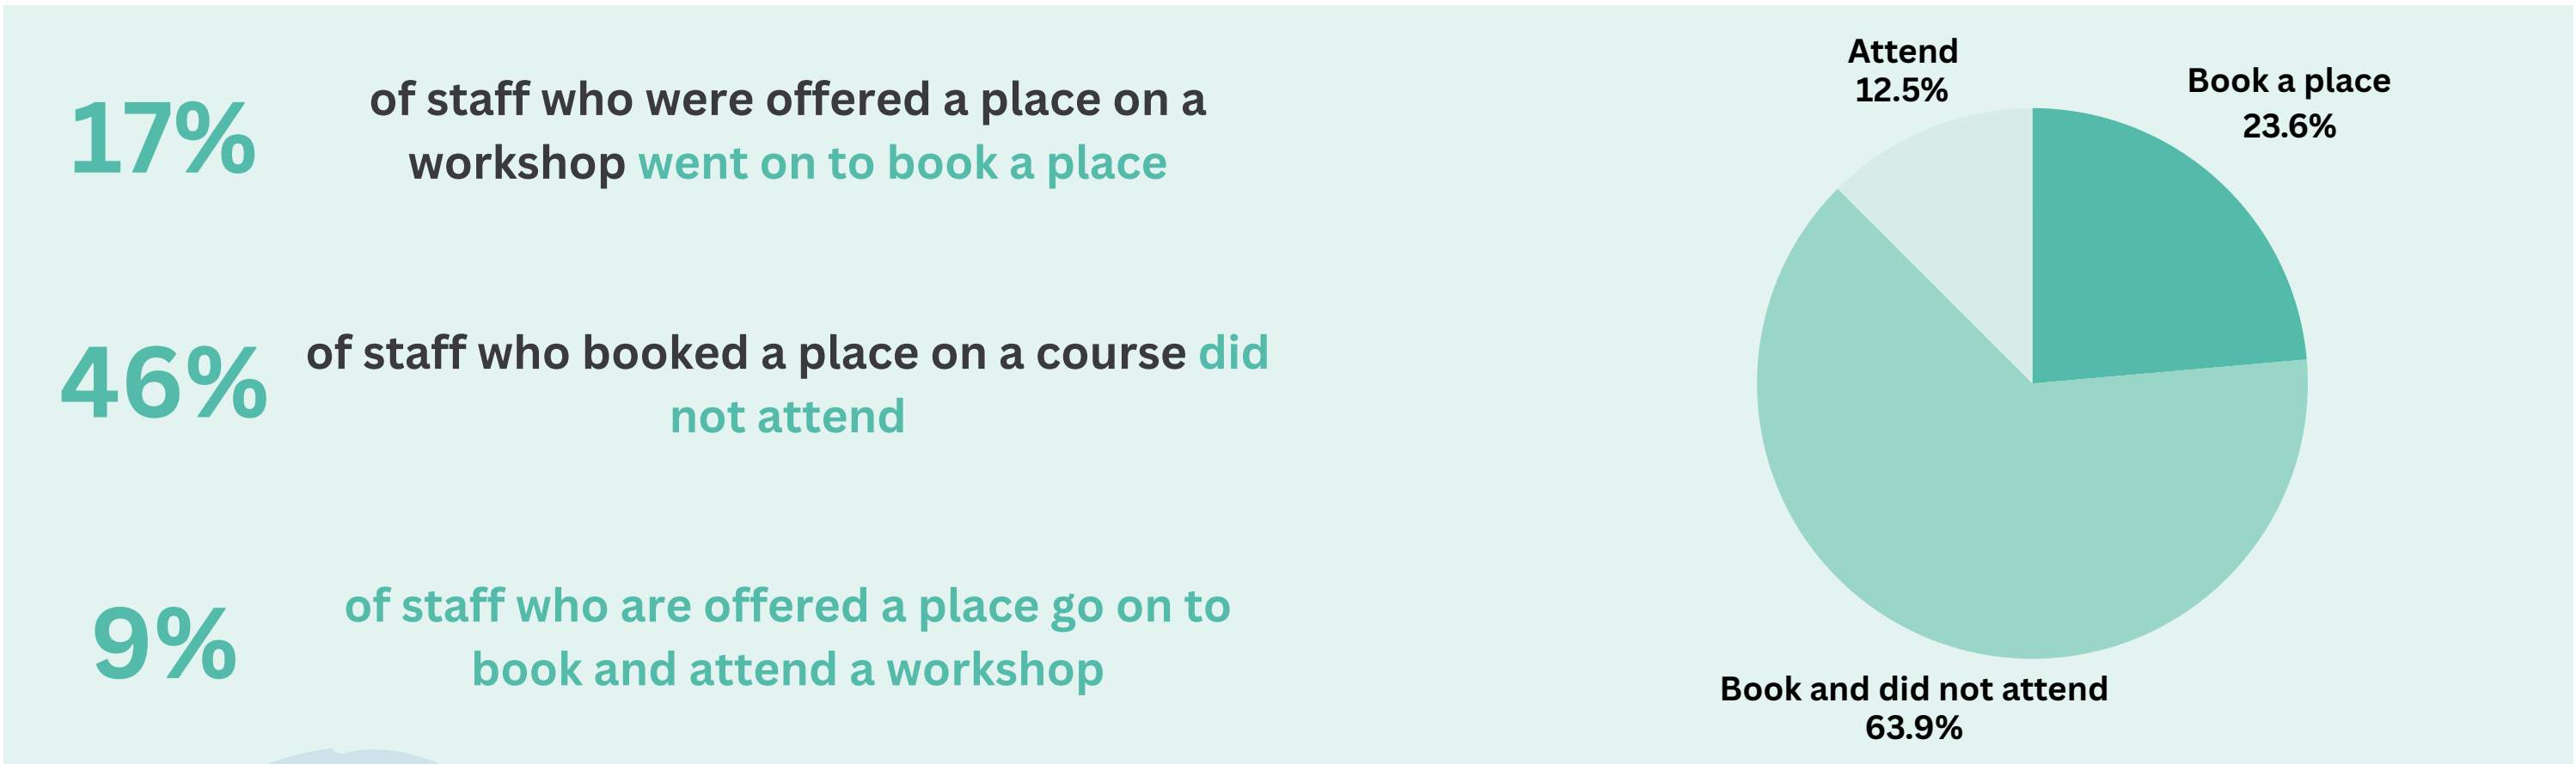 17%
of staff who were offered a place on a
workshop went on to book a place
46%
of staff who booked a place on a course did
not attend
9%
of staff who are offered a place go on to
book and attend a workshop
Attend
12.5%
Book a place
23.6%
Book and did not attend
63.9%